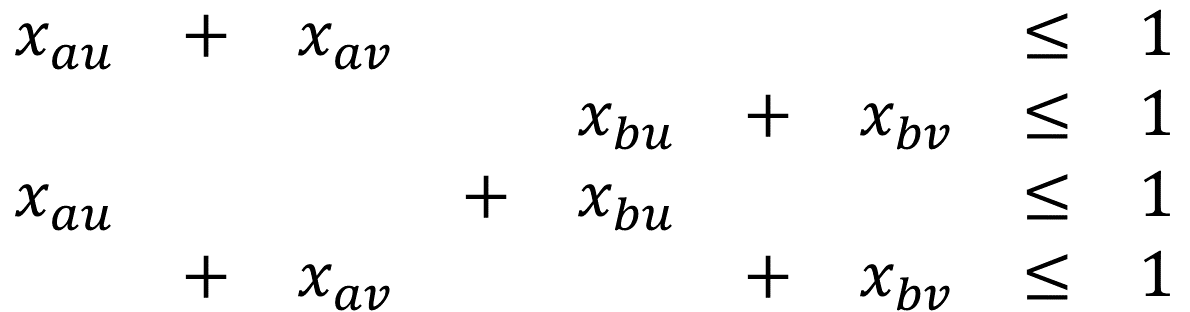 x_{au} + x_{av} ≤ 1
x_{bu} + x_{bv} ≤ 1
x_{au} + x_{bu} ≤ 1
+ x_{av} + x_{bv} ≤ 1